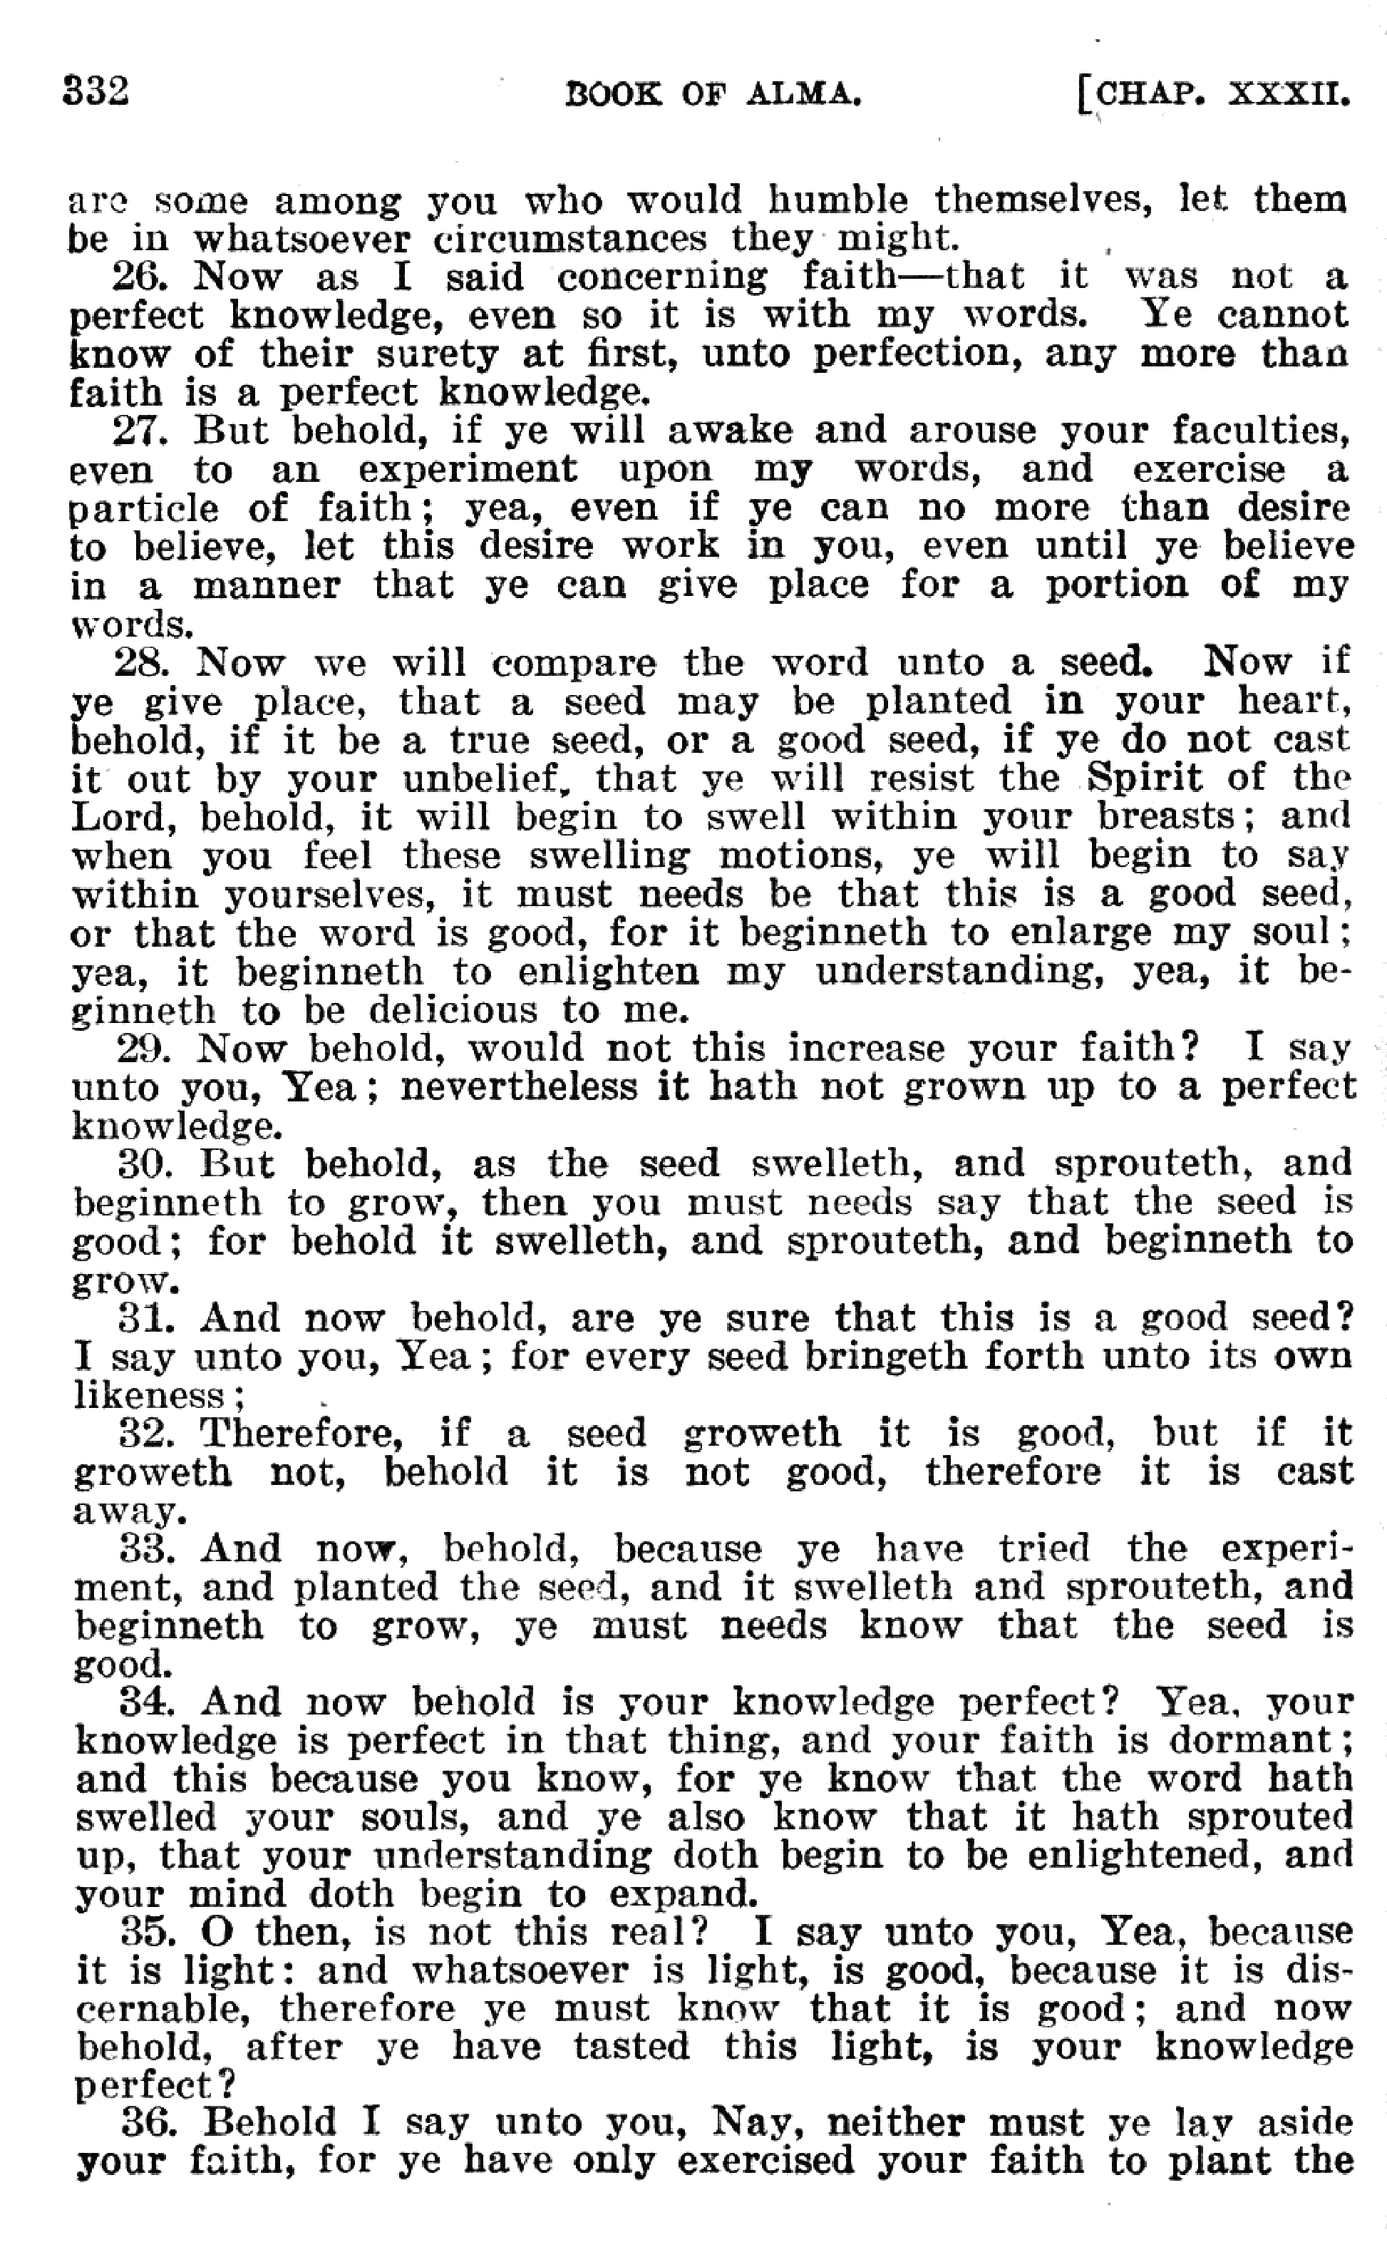 332 BOOK OF ALMA. [CHAP. XXXII.
are some among you who would humble themselves, let them
be in whatsoever circumstances they might.
26. Now as I said concerning faith—that it was not a
perfect knowledge, even so it is with my words. Ye cannot
know of their surety at first, unto perfection, any more than
faith is a perfect knowledge.
27. But behold, if ye will awake and arouse your faculties,
even to an experiment upon my words, and exercise a
particle of faith; yea, even if ye can no more than desire
to believe, let this desire work in you, even until ye believe
in a manner that ye can give place for a portion of my
words.
28. Now we will compare the word unto a seed. Now if
ye give place, that a seed may be planted in your heart,
behold, if it be a true seed, or a good seed, if ye do not cast
it out by your unbelief, that ye will resist the Spirit of the
Lord, behold, it will begin to swell within your breasts; and
when you feel these swelling motions, ye will begin to say
within yourselves, it must needs be that this is a good seed,
or that the word is good, for it beginneth to enlarge my soul;
yea, it beginneth to enlighten my understanding, yea, it be-
ginneth to be delicious to me.
29. Now behold, would not this increase your faith? I say
unto you, Yea; nevertheless it hath not grown up to a perfect
knowledge.
30. But behold, as the seed swelleth, and sprouteth, and
beginneth to grow, then you must needs say that the seed is
good; for behold it swelleth, and sprouteth, and beginneth to
grow.
31. And now behold, are ye sure that this is a good seed?
I say unto you, Yea; for every seed bringeth forth unto its own
likeness;
32. Therefore, if a seed groweth it is good, but if it
groweth not, behold it is not good, therefore it is cast
away.
33. And now, behold, because ye have tried the experi-
ment, and planted the seed, and it swelleth and sprouteth, and
beginneth to grow, ye must needs know that the seed is
good.
34. And now behold is your knowledge perfect? Yea, your
knowledge is perfect in that thing, and your faith is dormant;
and this because you know, for ye know that the word hath
swelled your souls, and ye also know that it hath sprouted
up, that your understanding doth begin to be enlightened, and
your mind doth begin to expand.
35. O then, is not this real? I say unto you, Yea, because
it is light: and whatsoever is light, is good, because it is dis-
cernable, therefore ye must know that it is good; and now
behold, after ye have tasted this light, is your knowledge
perfect?
36. Behold I say unto you, Nay, neither must ye lay aside
your faith, for ye have only exercised your faith to plant the